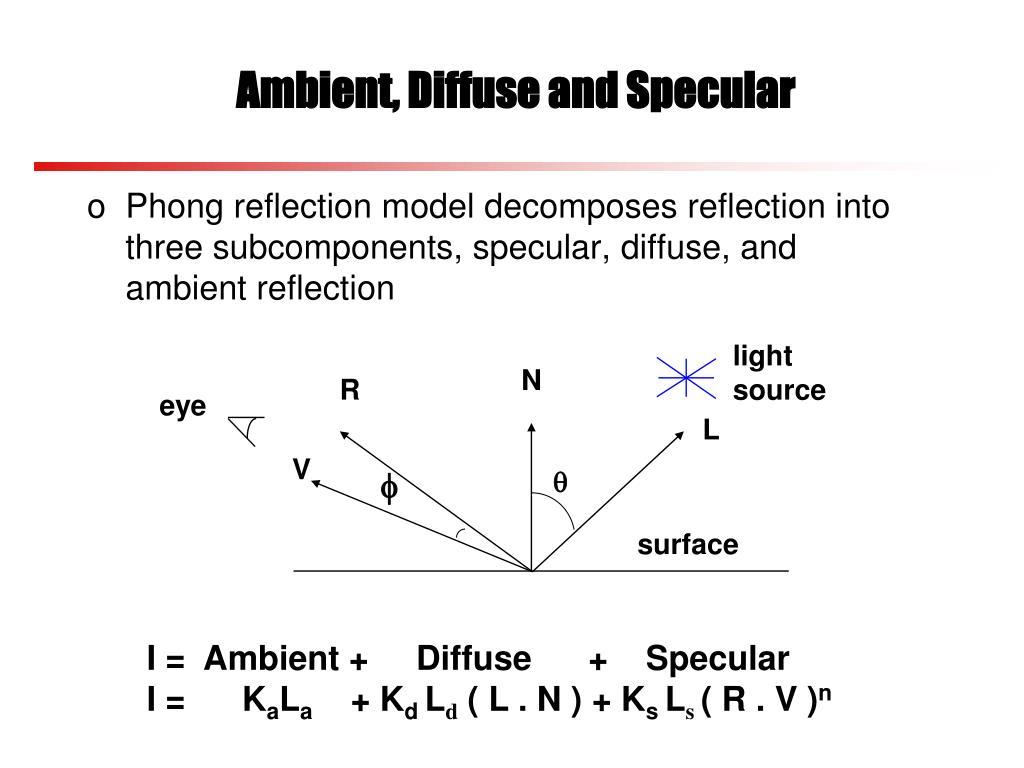 Ambient, Diffuse and Specular
o Phong reflection model decomposes reflection into
three subcomponents, specular, diffuse, and
ambient reflection
light
source
N
R
eye
L
V
ϕ
θ
surface
I = Ambient + Diffuse + Specular
I = KaLa + Kd Ld ( L . N ) + Ks Ls ( R . V )n